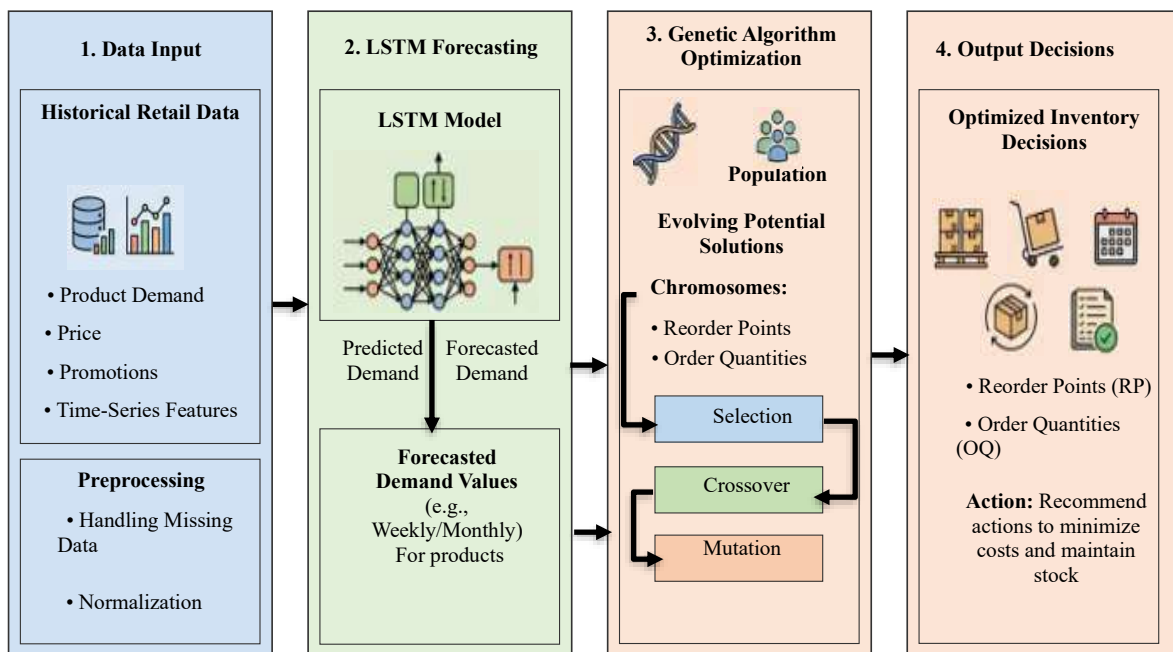 1. Data Input
Historical Retail Data
• Product Demand
• Price
• Promotions
• Time-Series Features
Preprocessing
• Handling Missing
Data
• Normalization
2. LSTM Forecasting
LSTM Model
Predicted
Demand
Forecasted
Demand
Forecasted
Demand Values
(e.g.,
Weekly/Monthly)
For products
3. Genetic Algorithm
Optimization
Population
Evolving Potential
Solutions
Chromosomes:
• Reorder Points
• Order Quantities
Selection
Crossover
Mutation
4. Output Decisions
Optimized Inventory
Decisions
• Reorder Points (RP)
• Order Quantities
(OQ)
Action: Recommend
actions to minimize
costs and maintain
stock